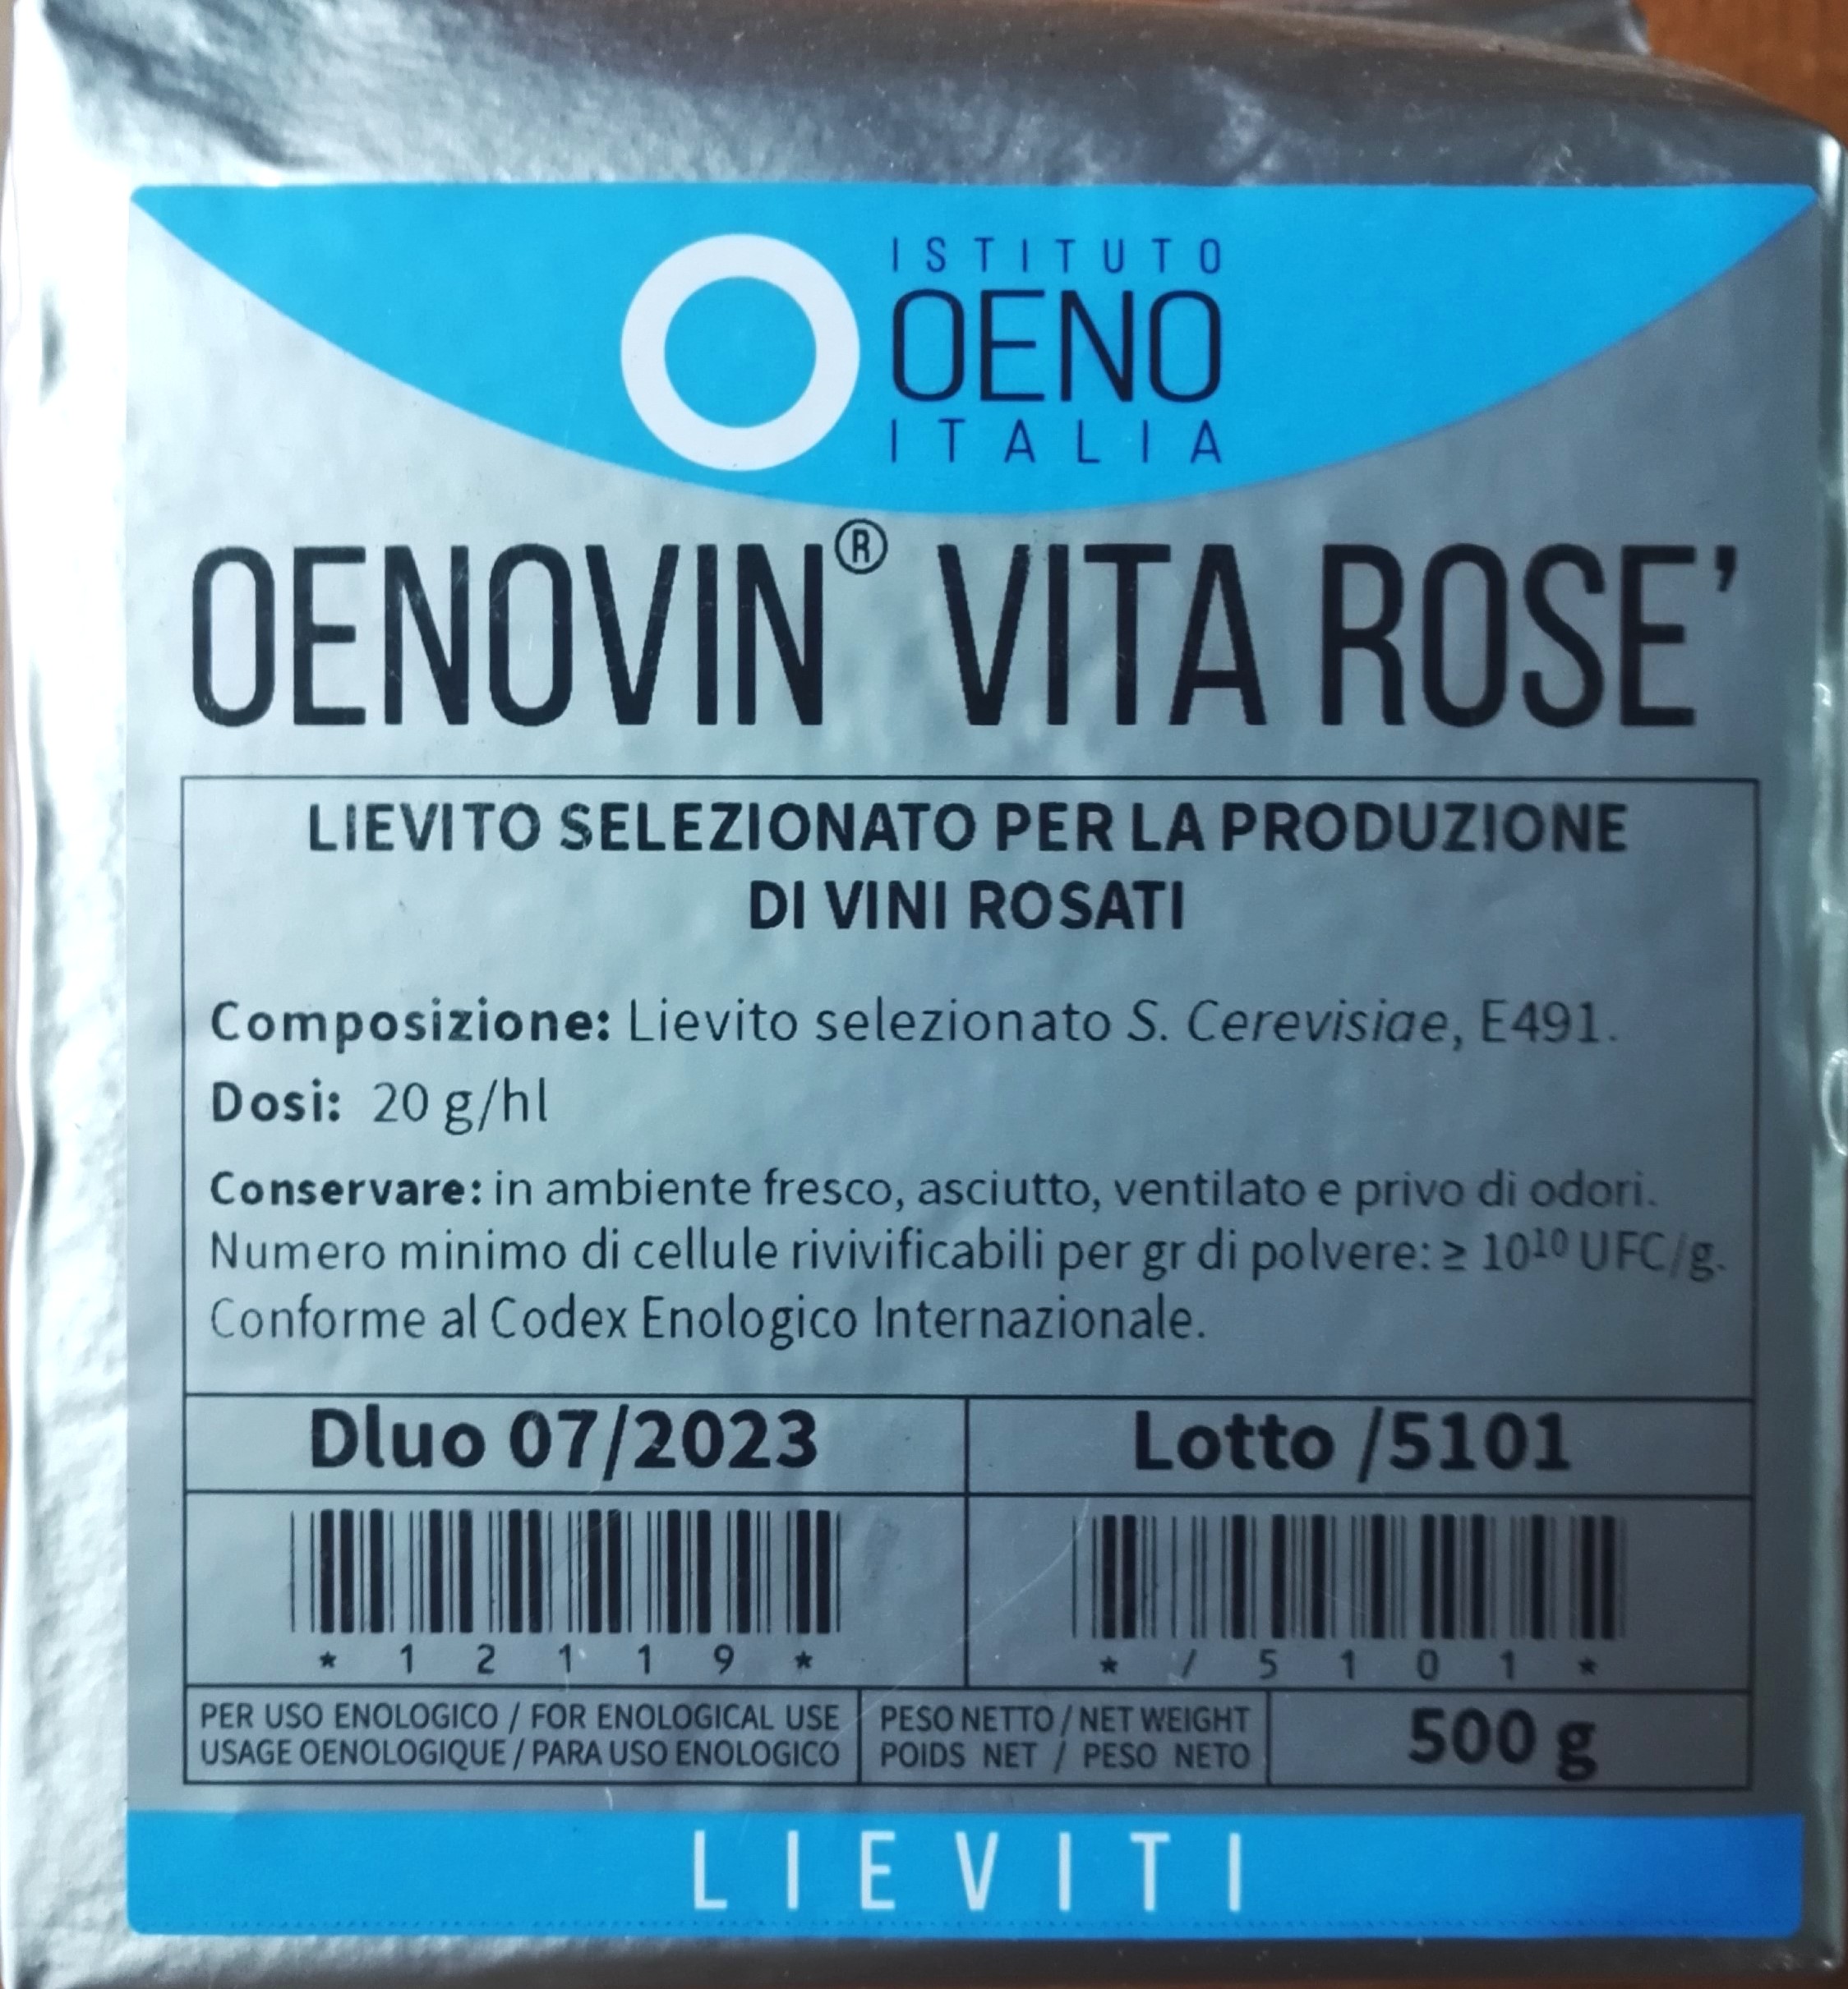 ISTITUTO
OENO
ITALIA
OENOVIN® VITA ROSE'
LIEVITO SELEZIONATO PER LA PRODUZIONE
DI VINI ROSATI
Composizione: Lievito selezionato S. Cerevisiae, E491.
Dosi: 20 g/hl
Conservare: in ambiente fresco, asciutto, ventilato e privo di odori.
Numero minimo di cellule rivivificabili per gr di polvere: ≥ 10¹⁰ UFC/g.
Conforme al Codex Enologico Internazionale.
Dluo 07/2023
Lotto /5101
* 1 2 1 1 9 *
* / 5 1 0 1 *
PER USO ENOLOGICO / FOR ENOLOGICAL USE
USAGE OENOLOGIQUE / PARA USO ENOLOGICO
PESO NETTO / NET WEIGHT
POIDS NET / PESO NETO
500 g
LIEVITI